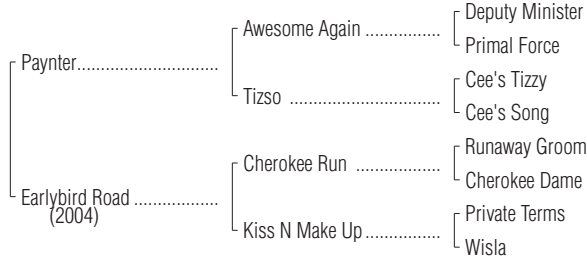 Deputy Minister
Awesome Again ................
Primal Force
Paynter..............................
Cee's Tizzy
Tizso ................................
Cee's Song
Runaway Groom
Cherokee Run .................
Cherokee Dame
Earlybird Road .................
(2004)
Private Terms
Kiss N Make Up................
Wisla